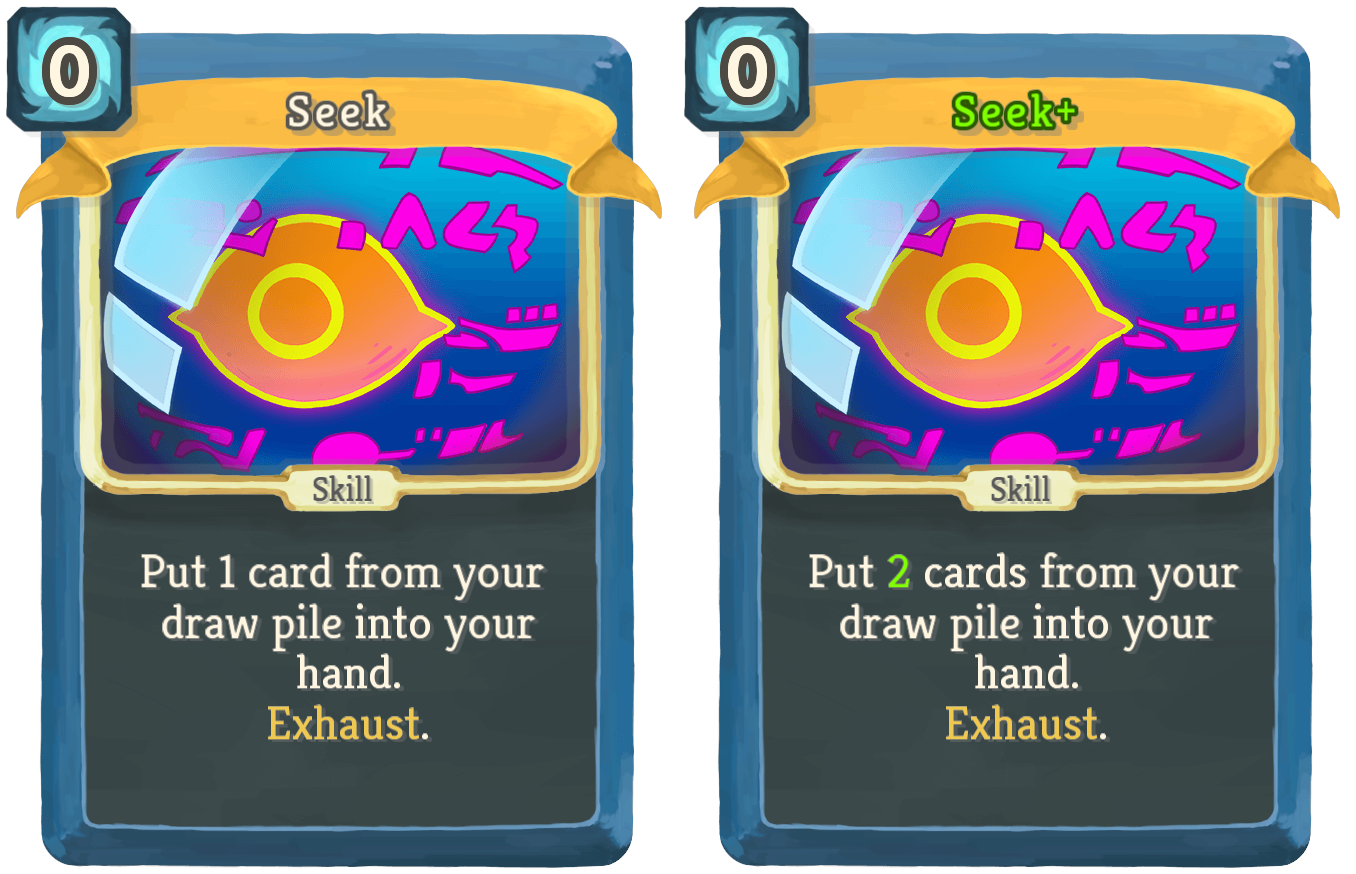 0
Seek
Skill
Put 1 card from your
draw pile into your
hand.
Exhaust.
0
Seek+
Skill
Put 2 cards from your
draw pile into your
hand.
Exhaust.